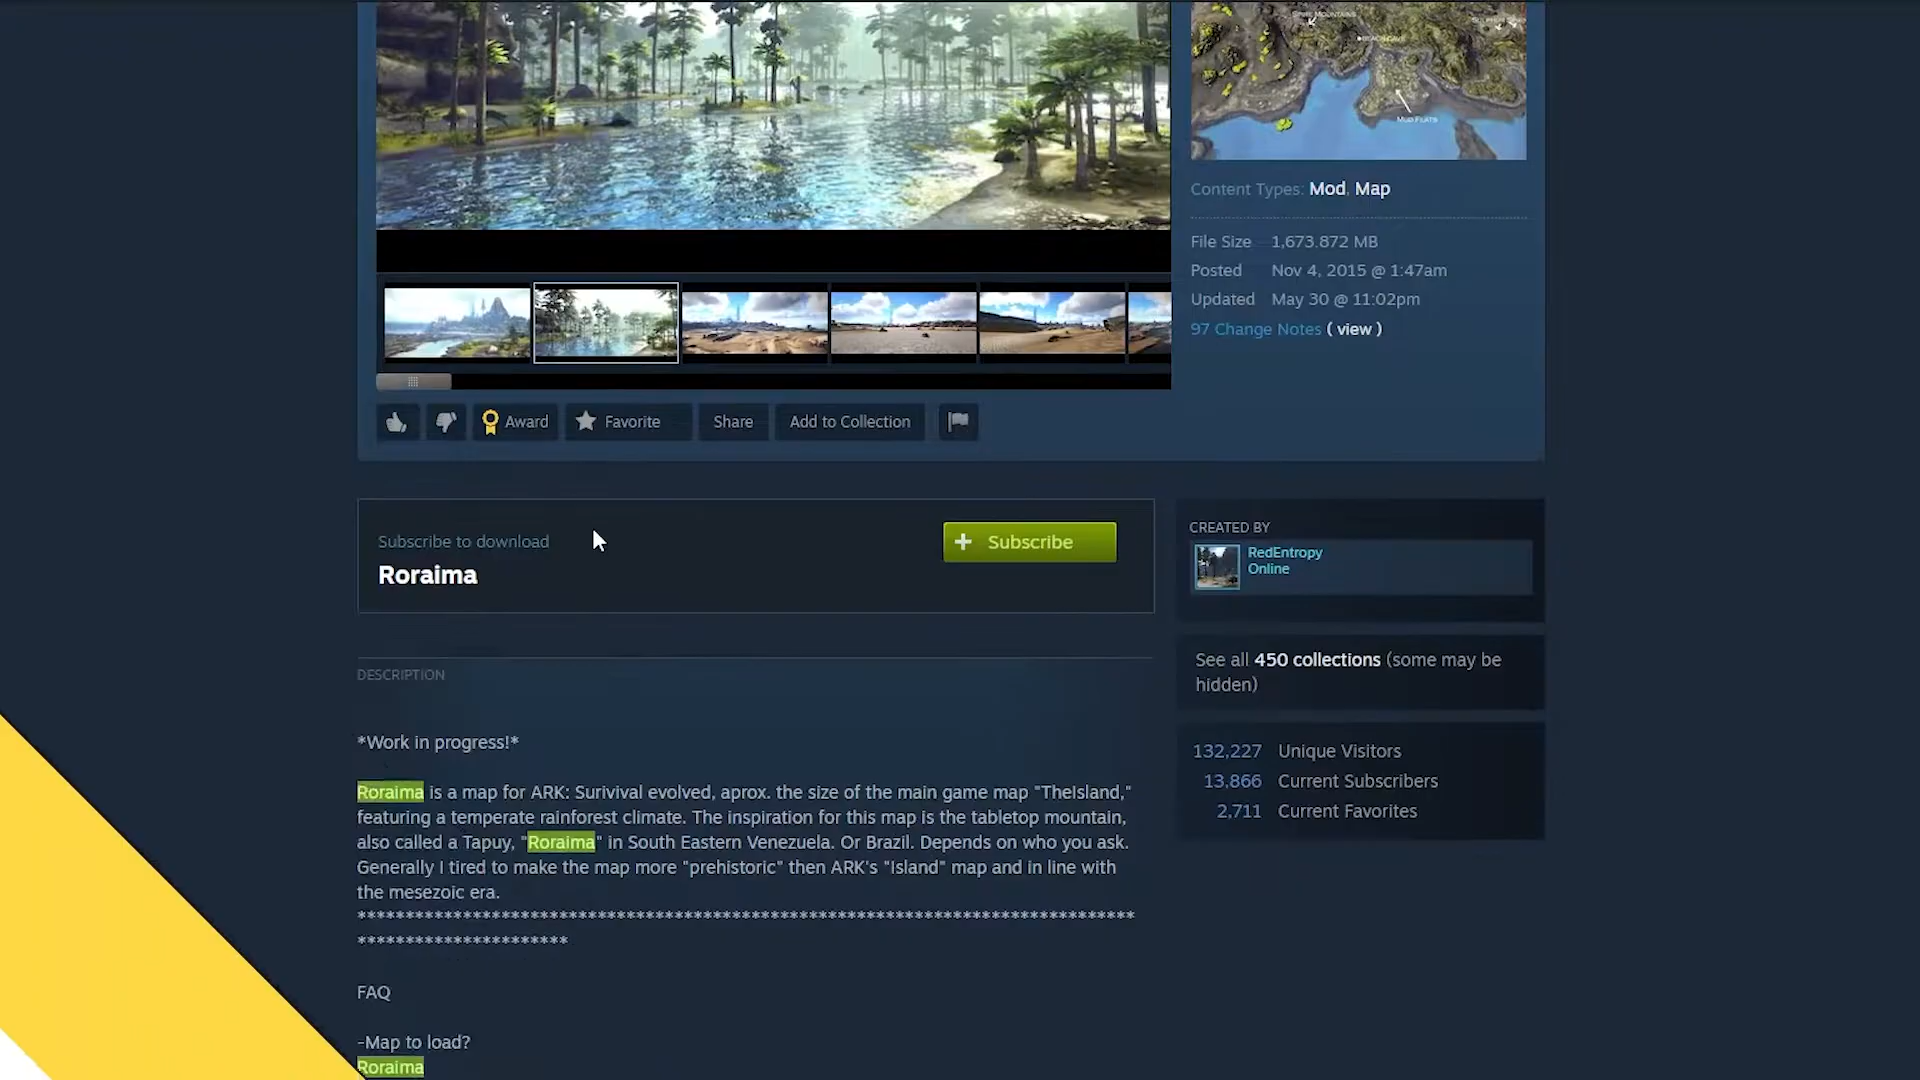 SPINE MOUNTAINS
BEACH CAVE
MUD FLATS
Content Types: Mod, Map
File Size 1,673.872 MB
Posted Nov 4, 2015 @ 1:47am
Updated May 30 @ 11:02pm
97 Change Notes ( view )
Award
Favorite
Share
Add to Collection
Subscribe to download
Roraima
+ Subscribe
CREATED BY
RedEntropy
Online
See all 450 collections (some may be
hidden)
132,227 Unique Visitors
13,866 Current Subscribers
2,711 Current Favorites
DESCRIPTION
*Work in progress!*
Roraima is a map for ARK: Surivival evolved, aprox. the size of the main game map "TheIsland,"
featuring a temperate rainforest climate. The inspiration for this map is the tabletop mountain,
also called a Tapuy, "Roraima" in South Eastern Venezuela. Or Brazil. Depends on who you ask.
Generally I tired to make the map more "prehistoric" then ARK's "Island" map and in line with
the mesezoic era.
**********************************************************************************
**********************
FAQ
-Map to load?
Roraima